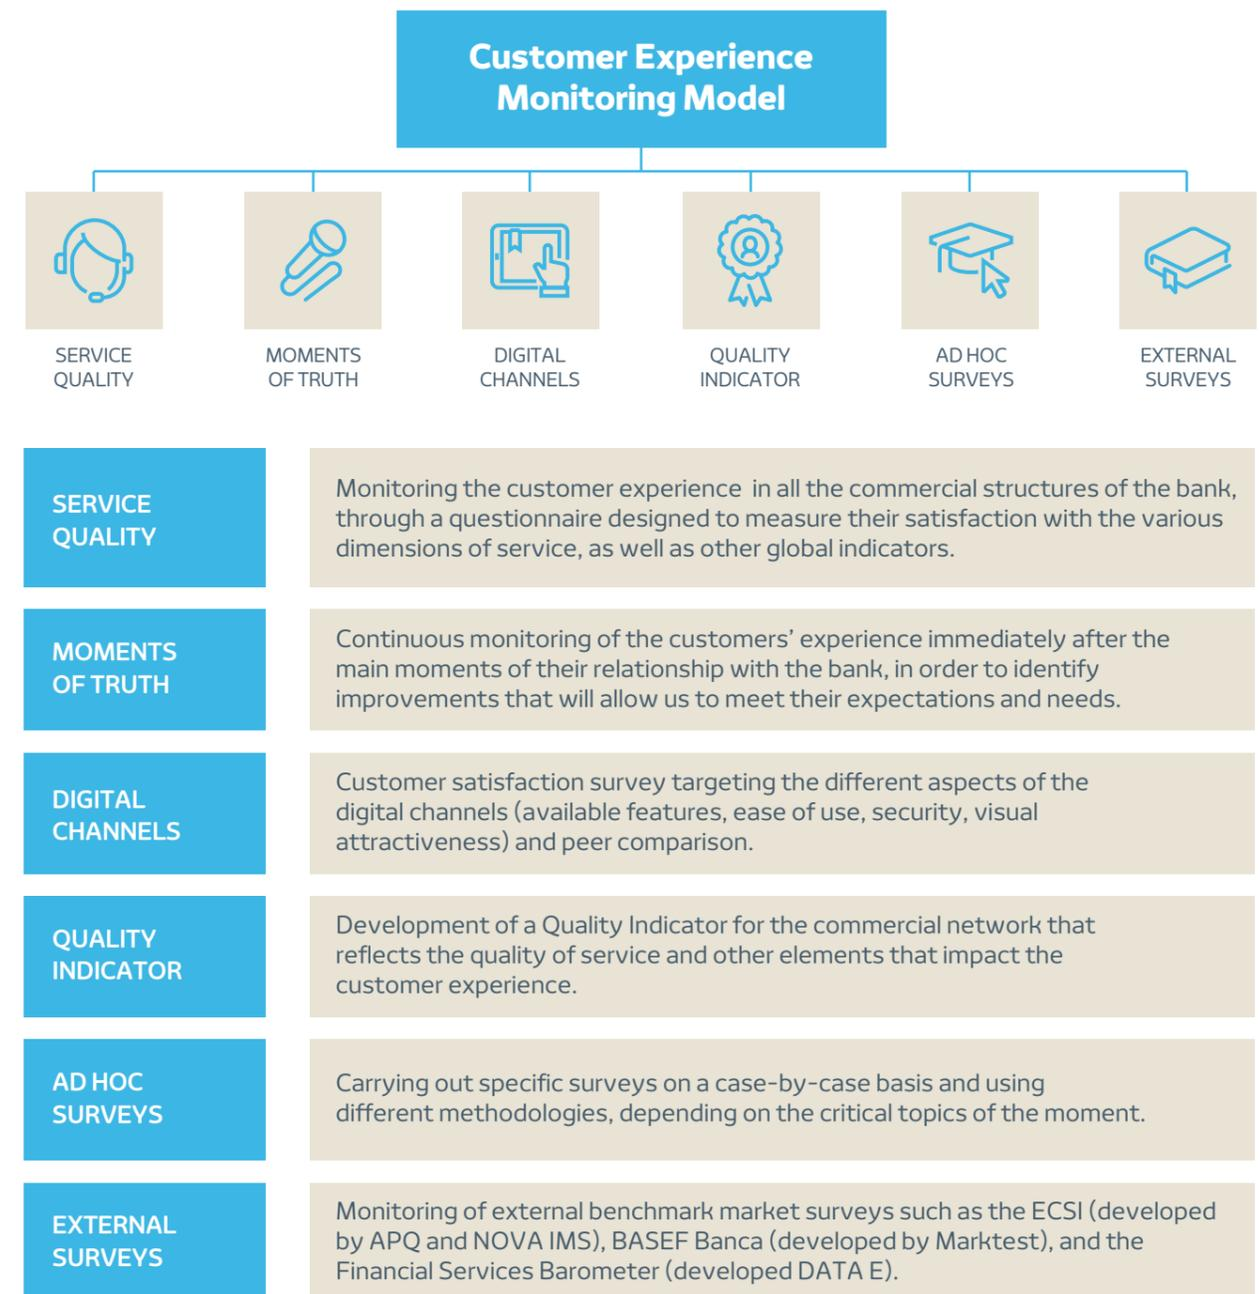 Customer Experience
Monitoring Model
SERVICE
QUALITY
MOMENTS
OF TRUTH
DIGITAL
CHANNELS
QUALITY
INDICATOR
AD HOC
SURVEYS
EXTERNAL
SURVEYS
SERVICE
QUALITY
Monitoring the customer experience in all the commercial structures of the bank,
through a questionnaire designed to measure their satisfaction with the various
dimensions of service, as well as other global indicators.
MOMENTS
OF TRUTH
Continuous monitoring of the customers’ experience immediately after the
main moments of their relationship with the bank, in order to identify
improvements that will allow us to meet their expectations and needs.
DIGITAL
CHANNELS
Customer satisfaction survey targeting the different aspects of the
digital channels (available features, ease of use, security, visual
attractiveness) and peer comparison.
QUALITY
INDICATOR
Development of a Quality Indicator for the commercial network that
reflects the quality of service and other elements that impact the
customer experience.
AD HOC
SURVEYS
Carrying out specific surveys on a case-by-case basis and using
different methodologies, depending on the critical topics of the moment.
EXTERNAL
SURVEYS
Monitoring of external benchmark market surveys such as the ECSI (developed
by APQ and NOVA IMS), BASEF Banca (developed by Marktest), and the
Financial Services Barometer (developed DATA E).